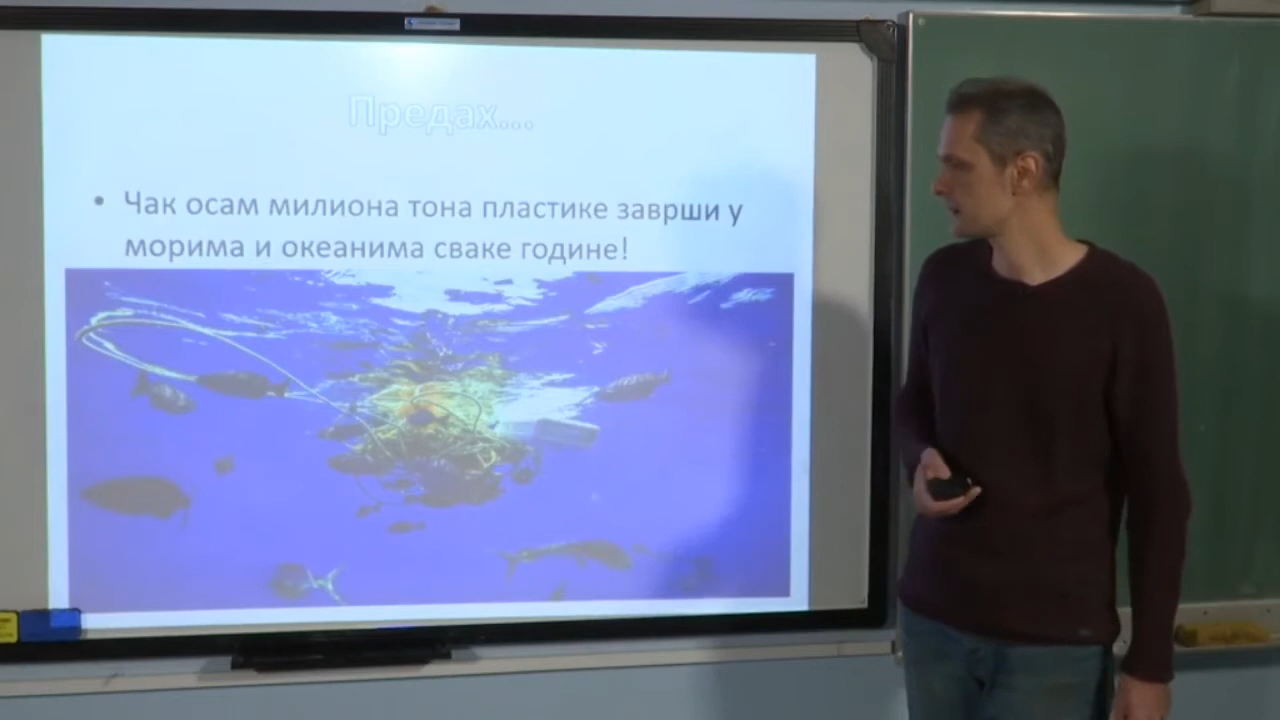 Предах...
• Чак осам милиона тона пластике заврши у
морима и океанима сваке године!